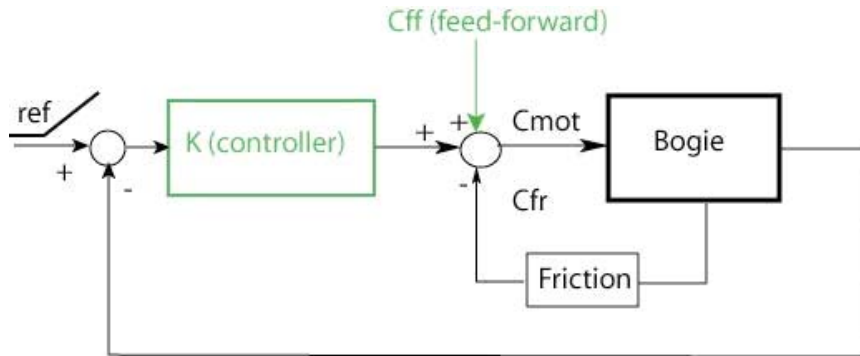 Cff (feed-forward)
ref
K (controller)
+
+
Cmot
Bogie
+
-
-
Cfr
Friction